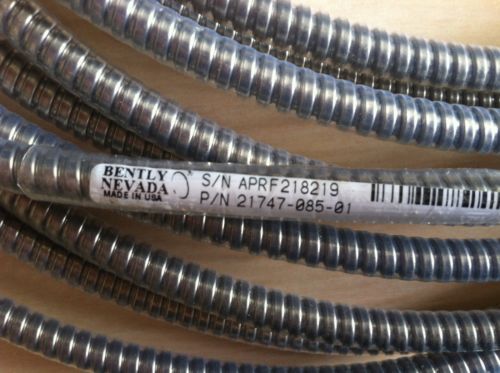 BENTLY
NEVADA
MADE IN USA
S/N APRF218219
P/N 21747-085-01